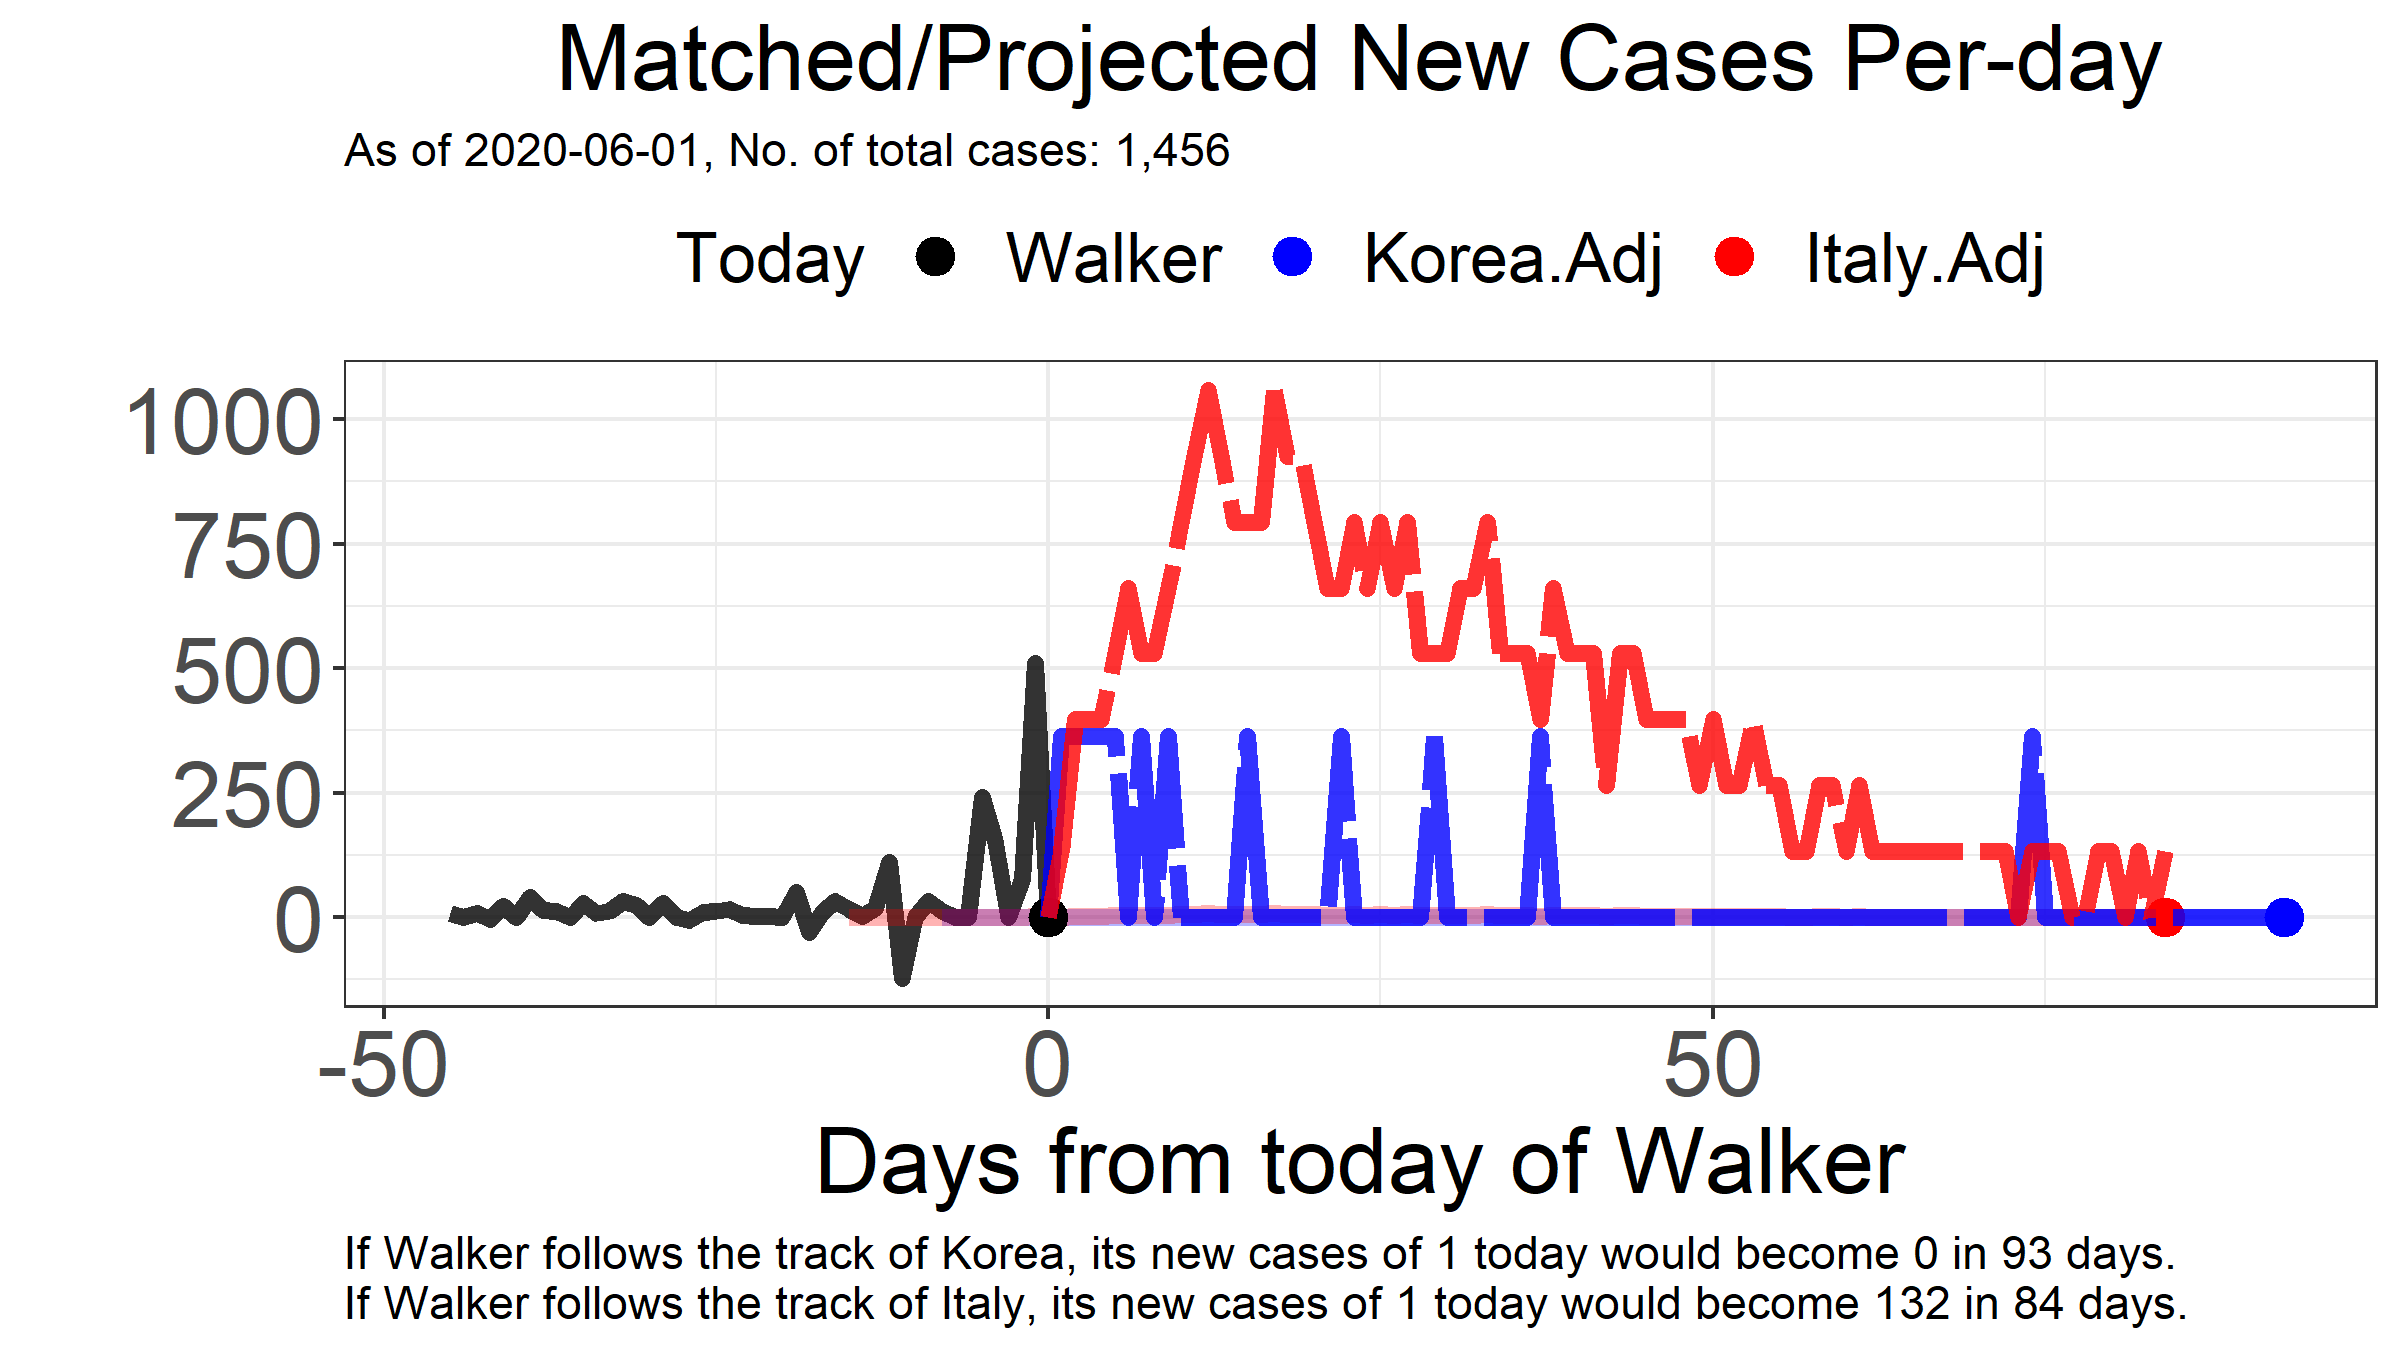 Matched/Projected New Cases Per-day
As of 2020-06-01, No. of total cases: 1,456
Today Walker Korea.Adj Italy.Adj
1000
750
500
250
0
-50 0 50
Days from today of Walker
If Walker follows the track of Korea, its new cases of 1 today would become 0 in 93 days.
If Walker follows the track of Italy, its new cases of 1 today would become 132 in 84 days.